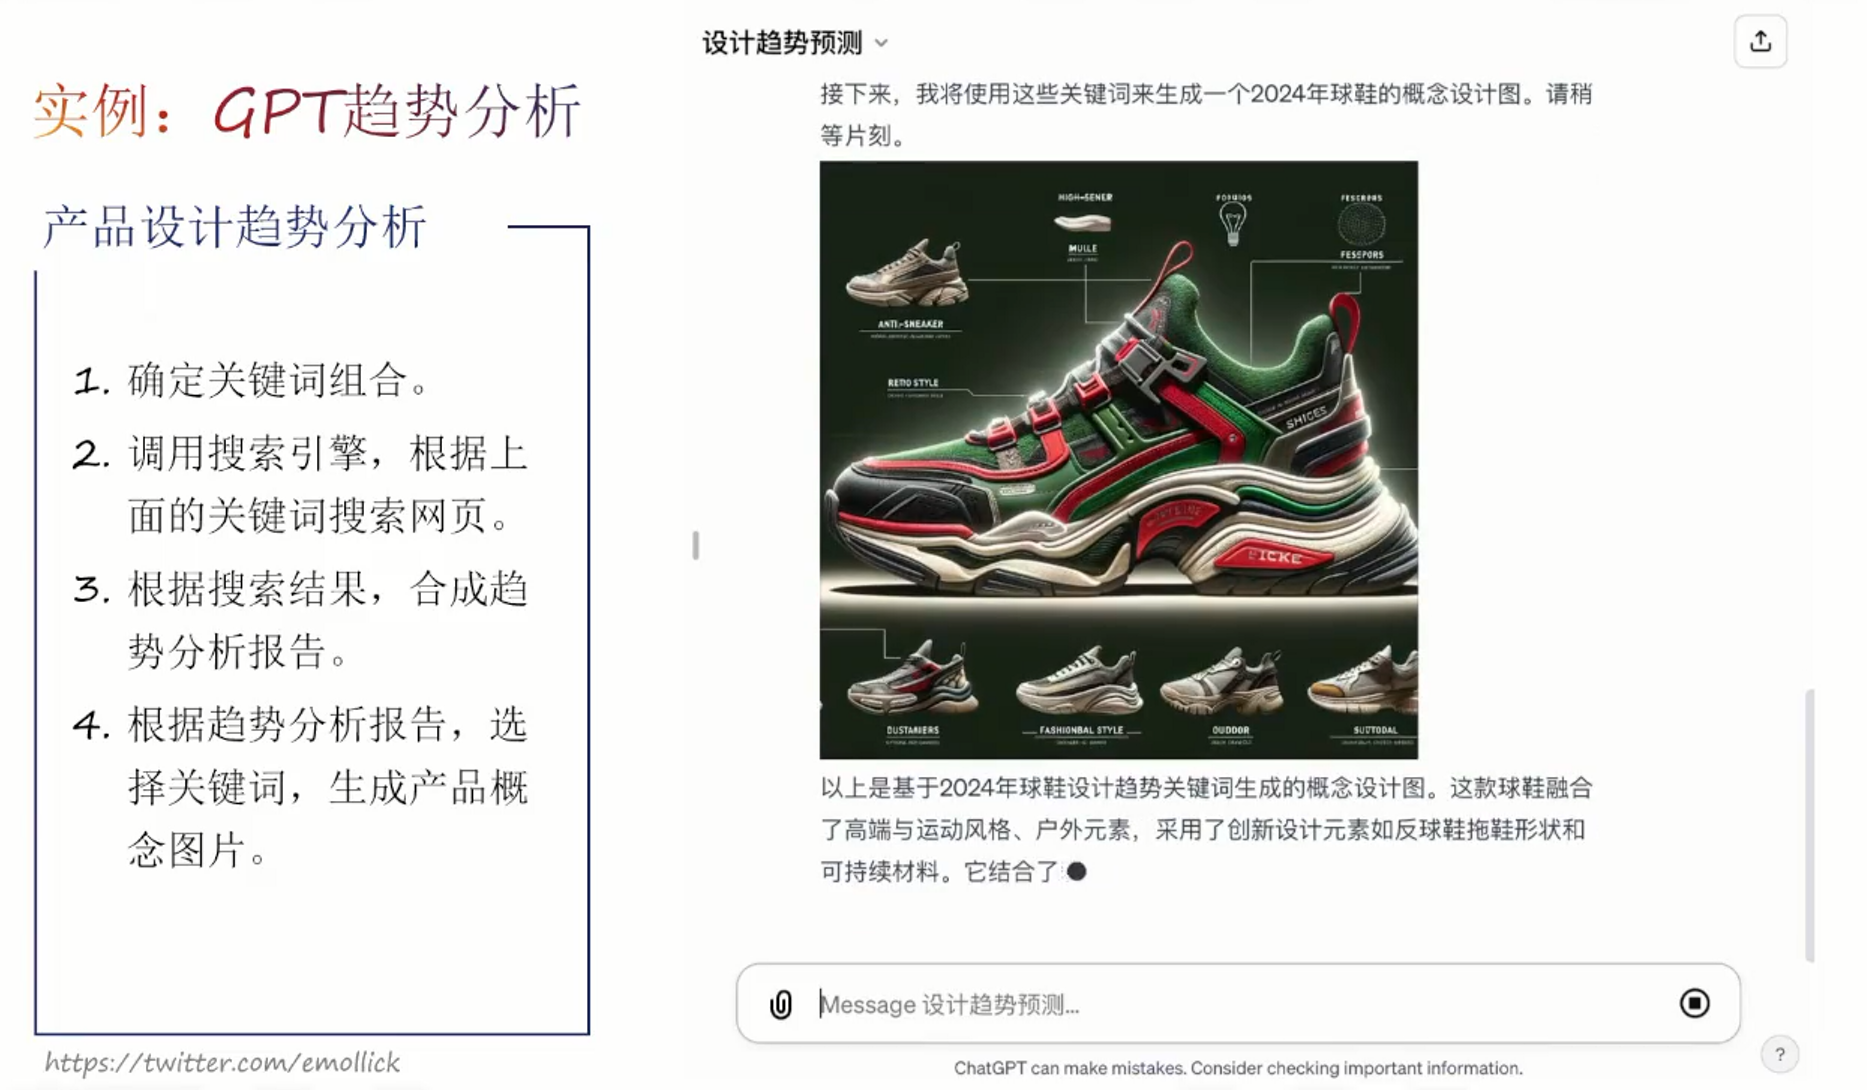 实例：GPT趋势分析
产品设计趋势分析
1. 确定关键词组合。
2. 调用搜索引擎，根据上
面的关键词搜索网页。
3. 根据搜索结果，合成趋
势分析报告。
4. 根据趋势分析报告，选
择关键词，生成产品概
念图片。
https://twitter.com/emollick
设计趋势预测
接下来，我将使用这些关键词来生成一个2024年球鞋的概念设计图。请稍
等片刻。
HIGH-SENER
MULLE
FESSPORS
ANTI-SNEAKER
RETIO STYLE
SHIGES
FICKE
DUSTANIERS
FASHIONBAL STYLE
OUDDOR
SUUTODAL
以上是基于2024年球鞋设计趋势关键词生成的概念设计图。这款球鞋融合
了高端与运动风格、户外元素，采用了创新设计元素如反球鞋拖鞋形状和
可持续材料。它结合了
Message 设计趋势预测...
ChatGPT can make mistakes. Consider checking important information.
?